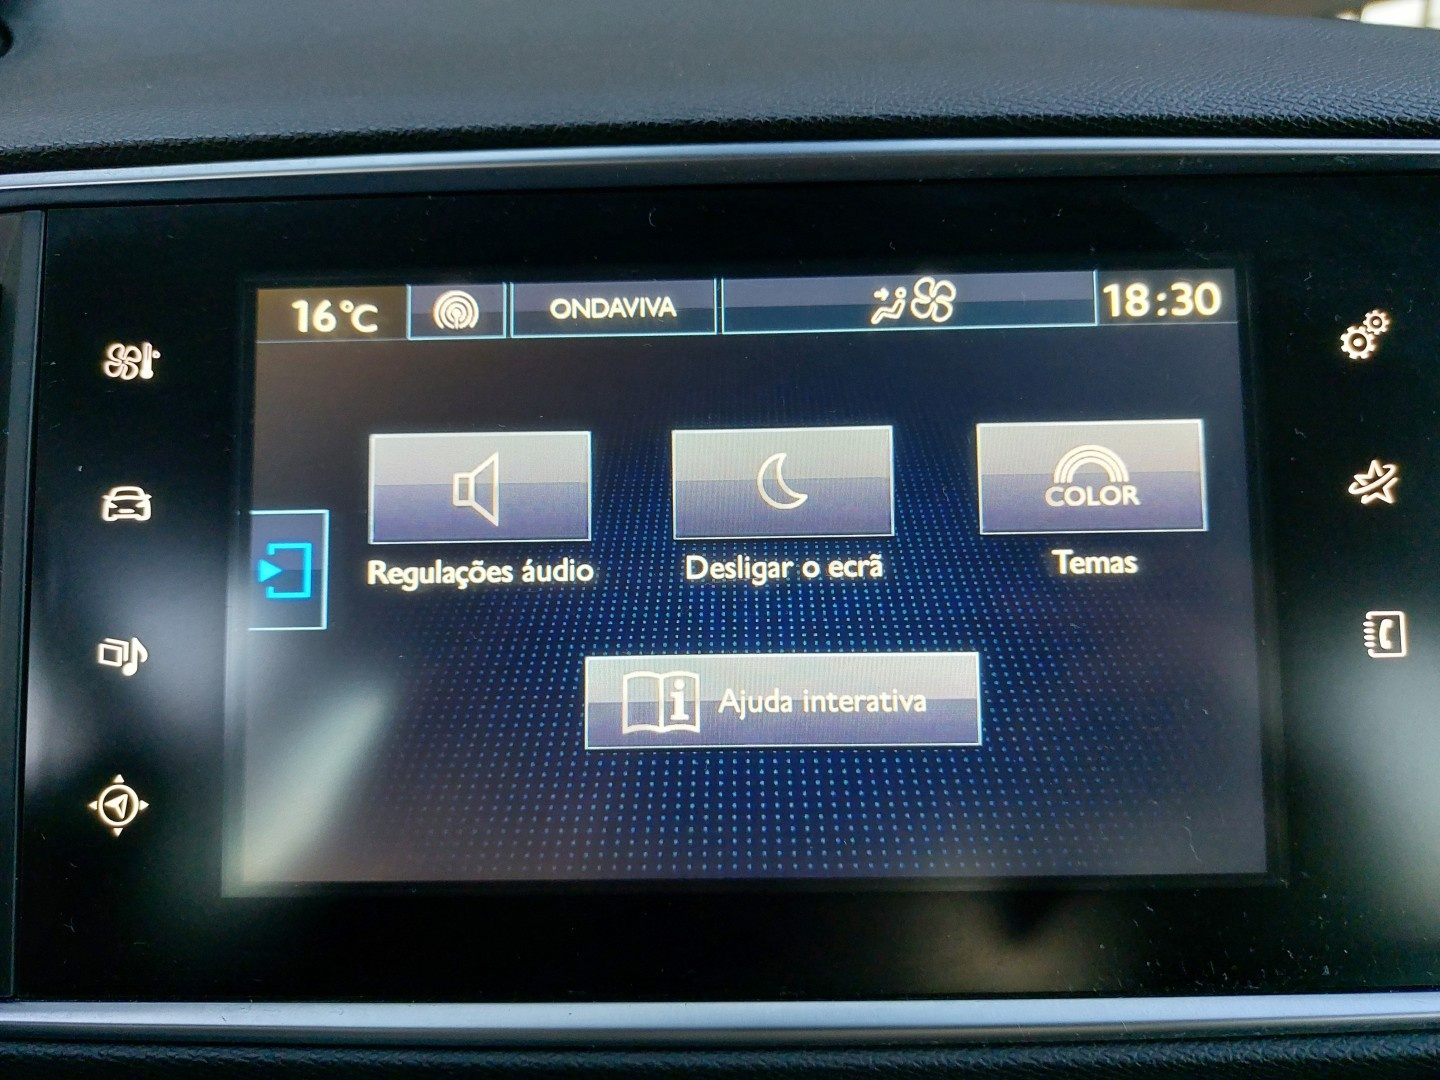 16°C
ONDAVIVA
18:30
COLOR
Regulações áudio
Desligar o ecrã
Temas
Ajuda interativa